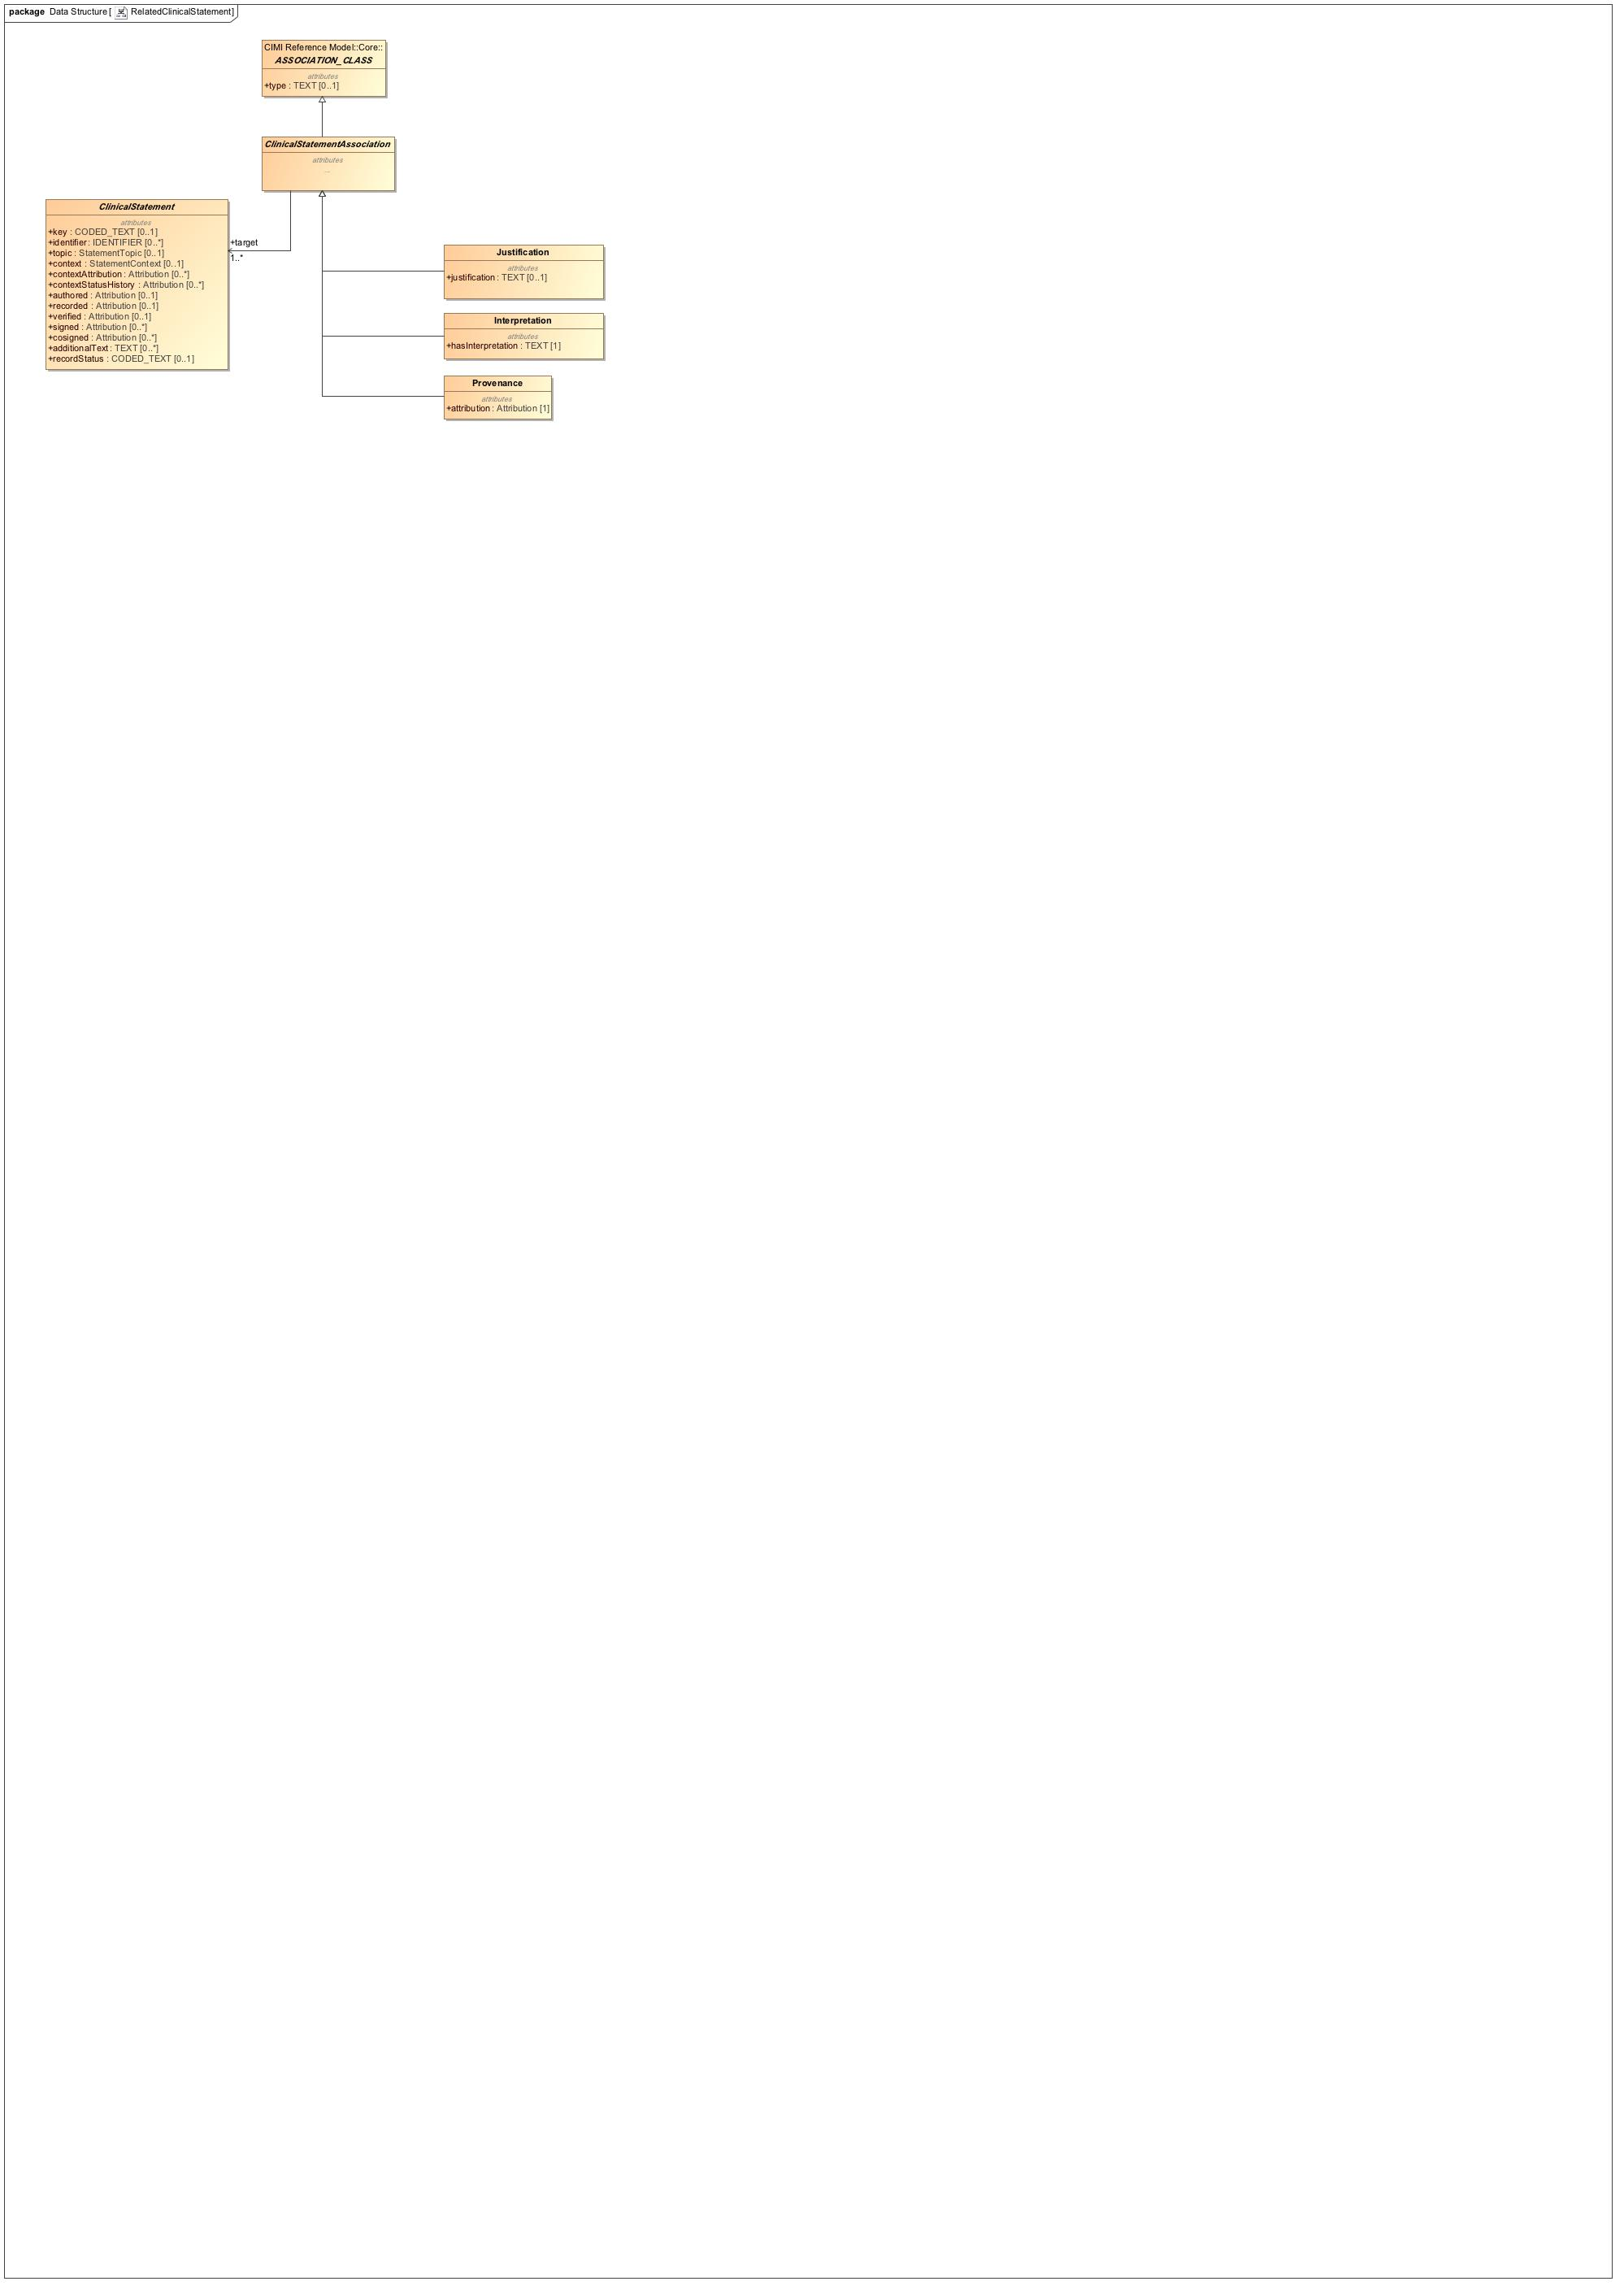 package Data Structure [ RelatedClinicalStatement]
CIMI Reference Model::Core::
ASSOCIATION_CLASS
attributes
+type : TEXT [0..1]
ClinicalStatementAssociation
attributes
...
ClinicalStatement
attributes
+key : CODED_TEXT [0..1]
+identifier : IDENTIFIER [0..*]
+topic : StatementTopic [0..1]
+context : StatementContext [0..1]
+contextAttribution : Attribution [0..*]
+contextStatusHistory : Attribution [0..*]
+authored : Attribution [0..1]
+recorded : Attribution [0..1]
+verified : Attribution [0..1]
+signed : Attribution [0..*]
+cosigned : Attribution [0..*]
+additionalText : TEXT [0..*]
+recordStatus : CODED_TEXT [0..1]
+target
1..*
Justification
attributes
+justification : TEXT [0..1]
Interpretation
attributes
+hasInterpretation : TEXT [1]
Provenance
attributes
+attribution : Attribution [1]